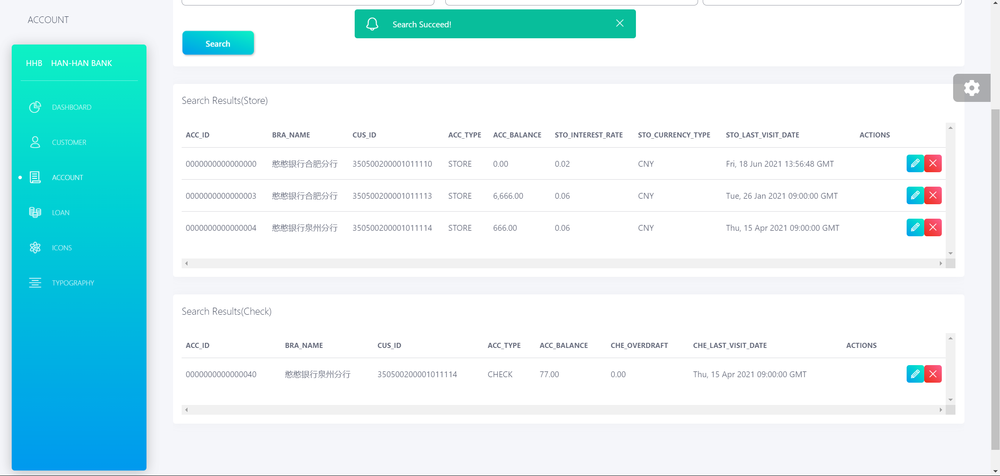 ACCOUNT
HHB HAN-HAN BANK
DASHBOARD
CUSTOMER
ACCOUNT
LOAN
ICONS
TYPOGRAPHY
Search Succeed!
Search
Search Results(Store)
ACC_ID BRA_NAME CUS_ID ACC_TYPE ACC_BALANCE STO_INTEREST_RATE STO_CURRENCY_TYPE STO_LAST_VISIT_DATE ACTIONS
0000000000000000 憨憨银行合肥分行 350500200001011110 STORE 0.00 0.02 CNY Fri, 18 Jun 2021 13:56:48 GMT
0000000000000003 憨憨银行合肥分行 350500200001011113 STORE 6,666.00 0.06 CNY Tue, 26 Jan 2021 09:00:00 GMT
0000000000000004 憨憨银行泉州分行 350500200001011114 STORE 666.00 0.06 CNY Thu, 15 Apr 2021 09:00:00 GMT
Search Results(Check)
ACC_ID BRA_NAME CUS_ID ACC_TYPE ACC_BALANCE CHE_OVERDRAFT CHE_LAST_VISIT_DATE ACTIONS
0000000000000040 憨憨银行泉州分行 350500200001011114 CHECK 77.00 0.00 Thu, 15 Apr 2021 09:00:00 GMT